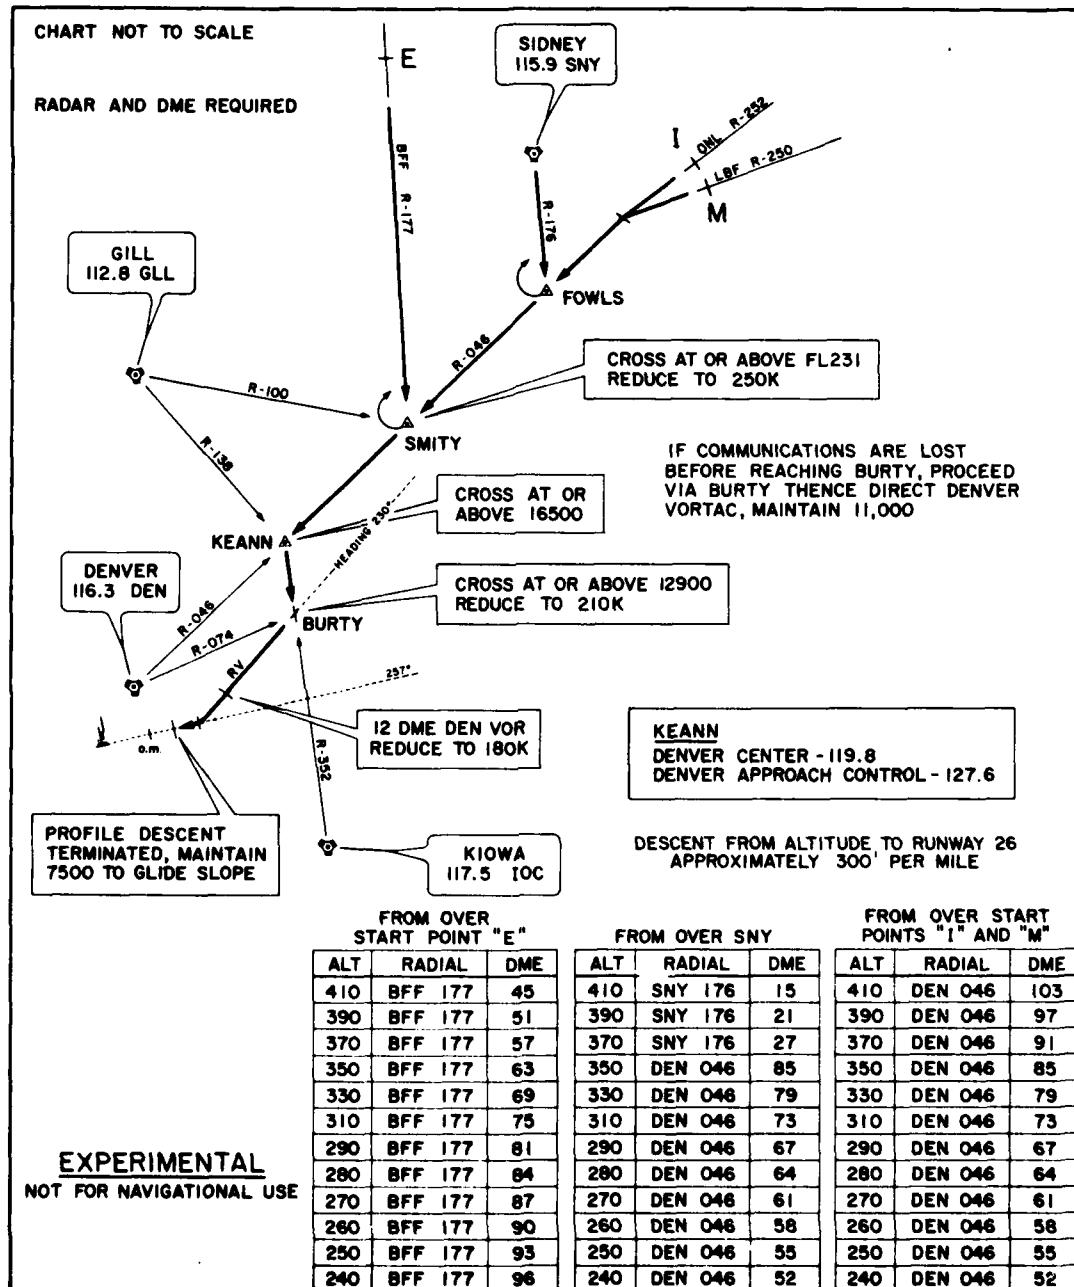 CHART NOT TO SCALE
RADAR AND DME REQUIRED
E
SIDNEY
115.9 SNY
I
ONL R-252
LBF R-250
M
BFF R-177
R-176
GILL
112.8 GLL
FOWLS
R-046
CROSS AT OR ABOVE FL231
REDUCE TO 250K
R-100
SMITY
R-138
IF COMMUNICATIONS ARE LOST
BEFORE REACHING BURTY, PROCEED
VIA BURTY THENCE DIRECT DENVER
VORTAC, MAINTAIN 11,000
CROSS AT OR
ABOVE 16500
HEADING 230°
KEANN
DENVER
116.3 DEN
CROSS AT OR ABOVE 12900
REDUCE TO 210K
R-046
R-074
BURTY
RV
257°
o.m.
12 DME DEN VOR
REDUCE TO 180K
R-352
KEANN
DENVER CENTER - 119.8
DENVER APPROACH CONTROL - 127.6
PROFILE DESCENT
TERMINATED, MAINTAIN
7500 TO GLIDE SLOPE
KIOWA
117.5 IOC
DESCENT FROM ALTITUDE TO RUNWAY 26
APPROXIMATELY 300' PER MILE
FROM OVER
START POINT "E"
ALT RADIAL DME
410 BFF 177 45
390 BFF 177 51
370 BFF 177 57
350 BFF 177 63
330 BFF 177 69
310 BFF 177 75
290 BFF 177 81
280 BFF 177 84
270 BFF 177 87
260 BFF 177 90
250 BFF 177 93
240 BFF 177 96
FROM OVER SNY
ALT RADIAL DME
410 SNY 176 15
390 SNY 176 21
370 SNY 176 27
350 DEN 046 85
330 DEN 046 79
310 DEN 046 73
290 DEN 046 67
280 DEN 046 64
270 DEN 046 61
260 DEN 046 58
250 DEN 046 55
240 DEN 046 52
FROM OVER START
POINTS "I" AND "M"
ALT RADIAL DME
410 DEN 046 103
390 DEN 046 97
370 DEN 046 91
350 DEN 046 85
330 DEN 046 79
310 DEN 046 73
290 DEN 046 67
280 DEN 046 64
270 DEN 046 61
260 DEN 046 58
250 DEN 046 55
240 DEN 046 52
EXPERIMENTAL
NOT FOR NAVIGATIONAL USE